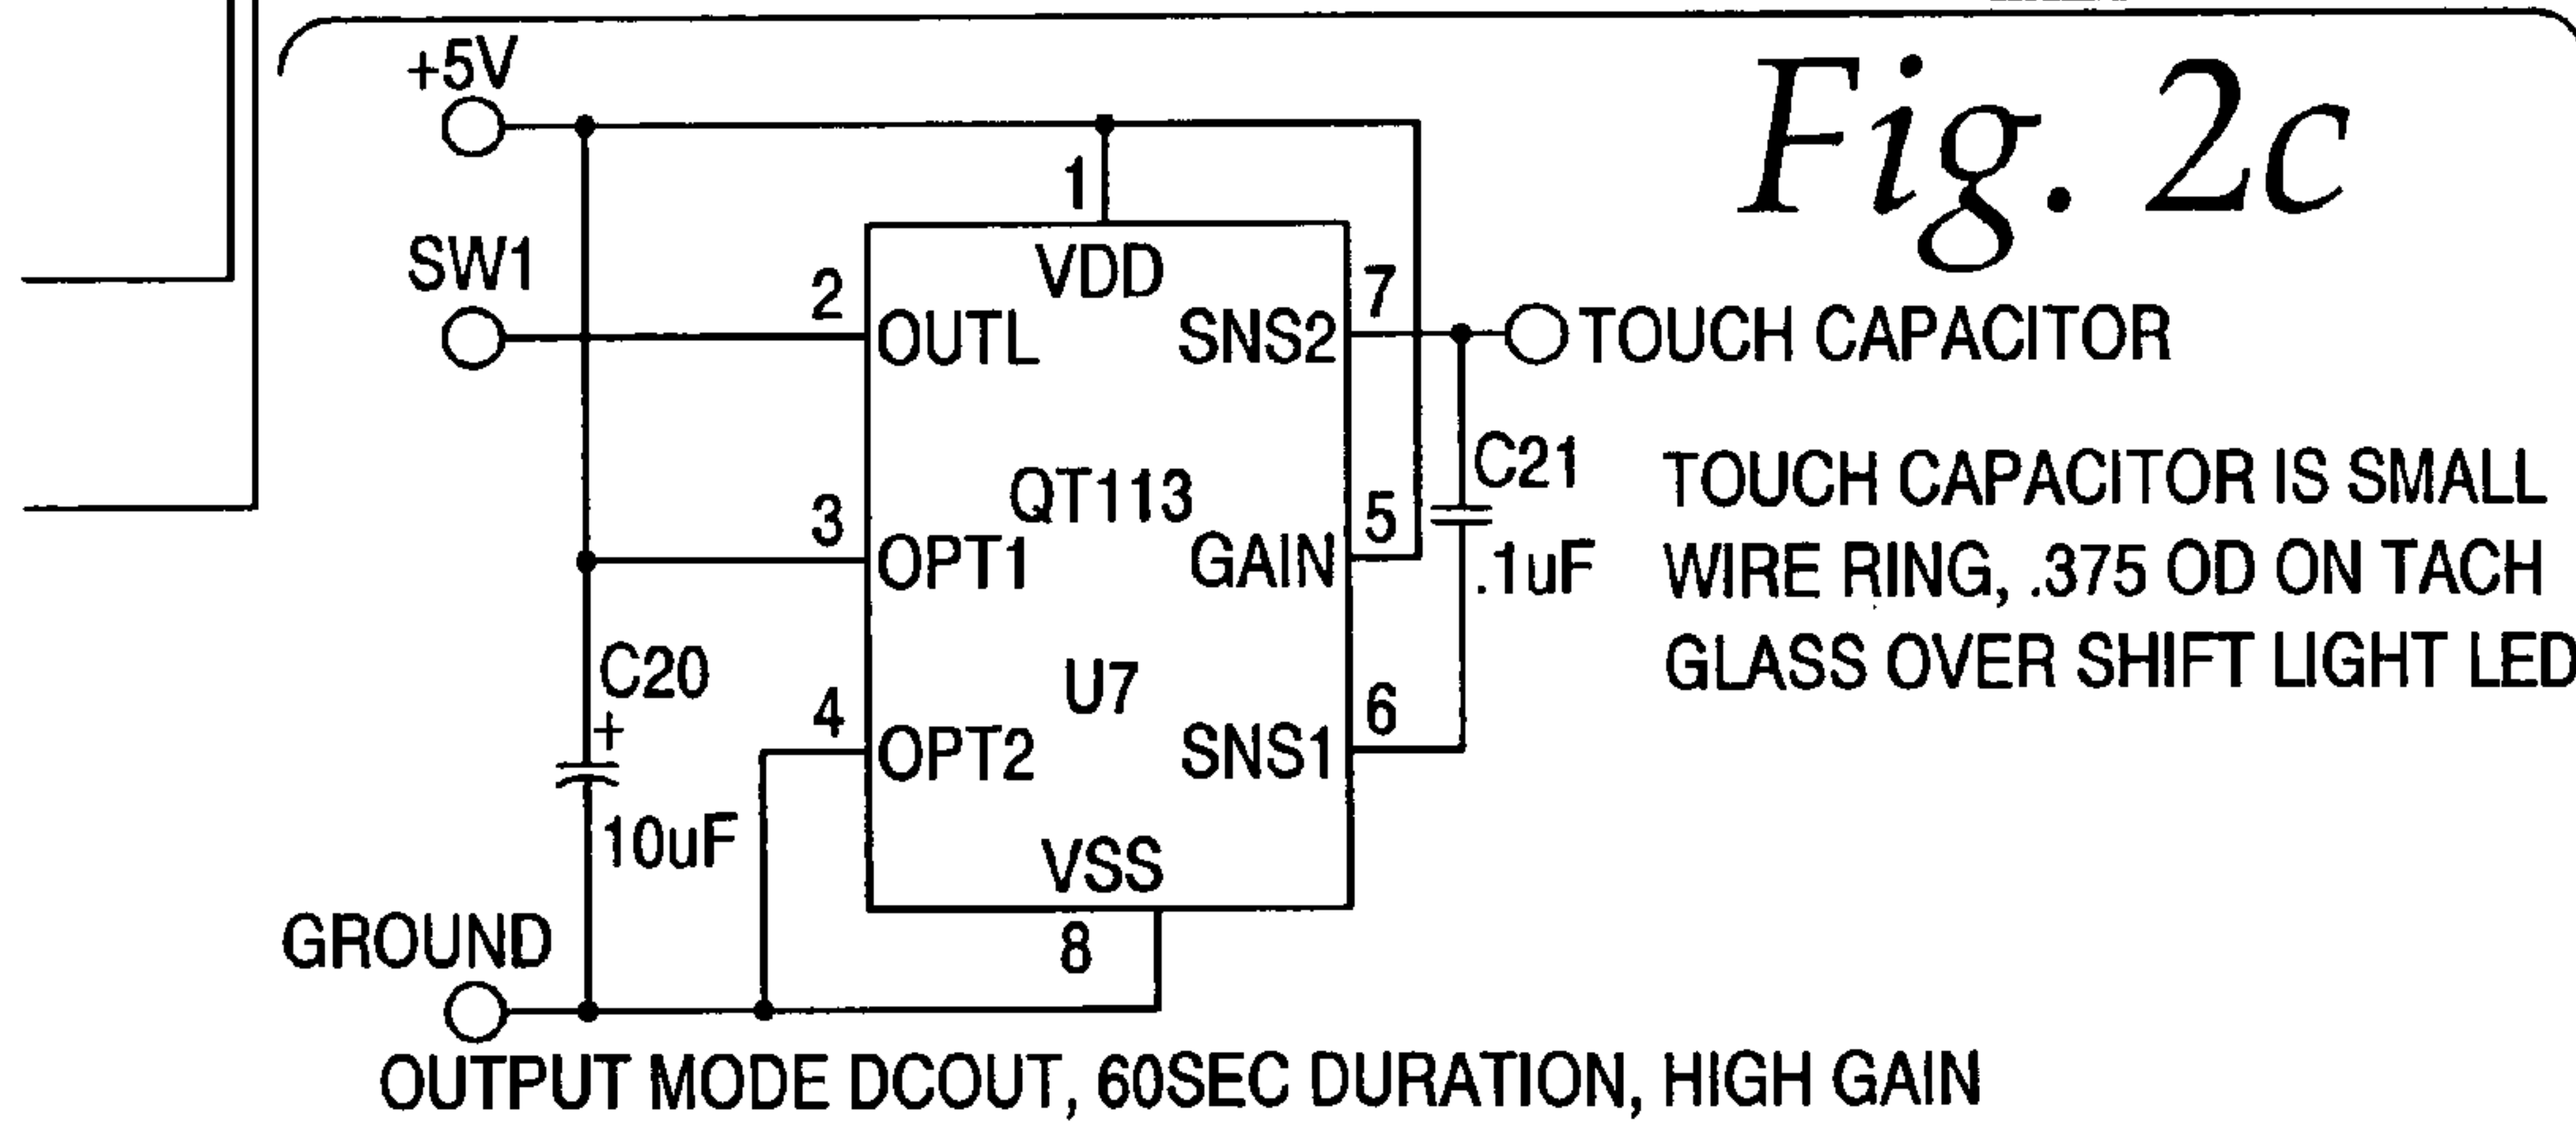 Fig. 2c
+5V
1
SW1
2
VDD
7
OUTL
SNS2
TOUCH CAPACITOR
C21
TOUCH CAPACITOR IS SMALL
QT113
3
5
OPT1
GAIN
.1uF
WIRE RING, .375 OD ON TACH
C20
U7
GLASS OVER SHIFT LIGHT LED
+
4
6
OPT2
SNS1
10uF
VSS
GROUND
8
OUTPUT MODE DCOUT, 60SEC DURATION, HIGH GAIN